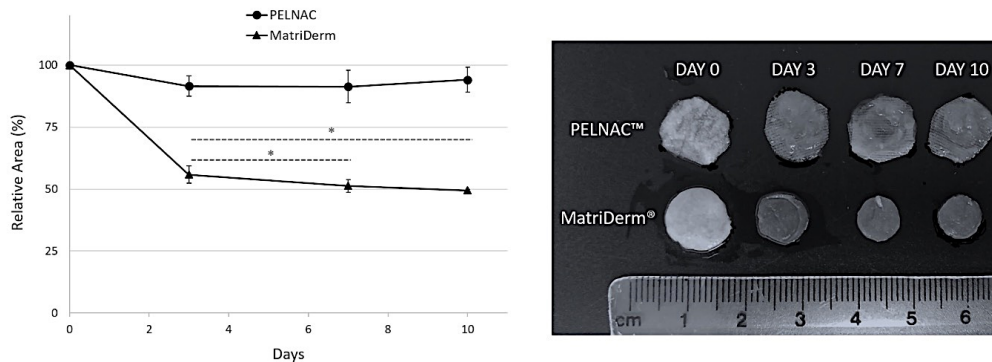 PELNAC
MatriDerm
Relative Area (%)
100
75
50
25
0
*
*
0 2 4 6 8 10
Days
DAY 0 DAY 3 DAY 7 DAY 10
PELNAC™
MatriDerm®
cm 1 2 3 4 5 6